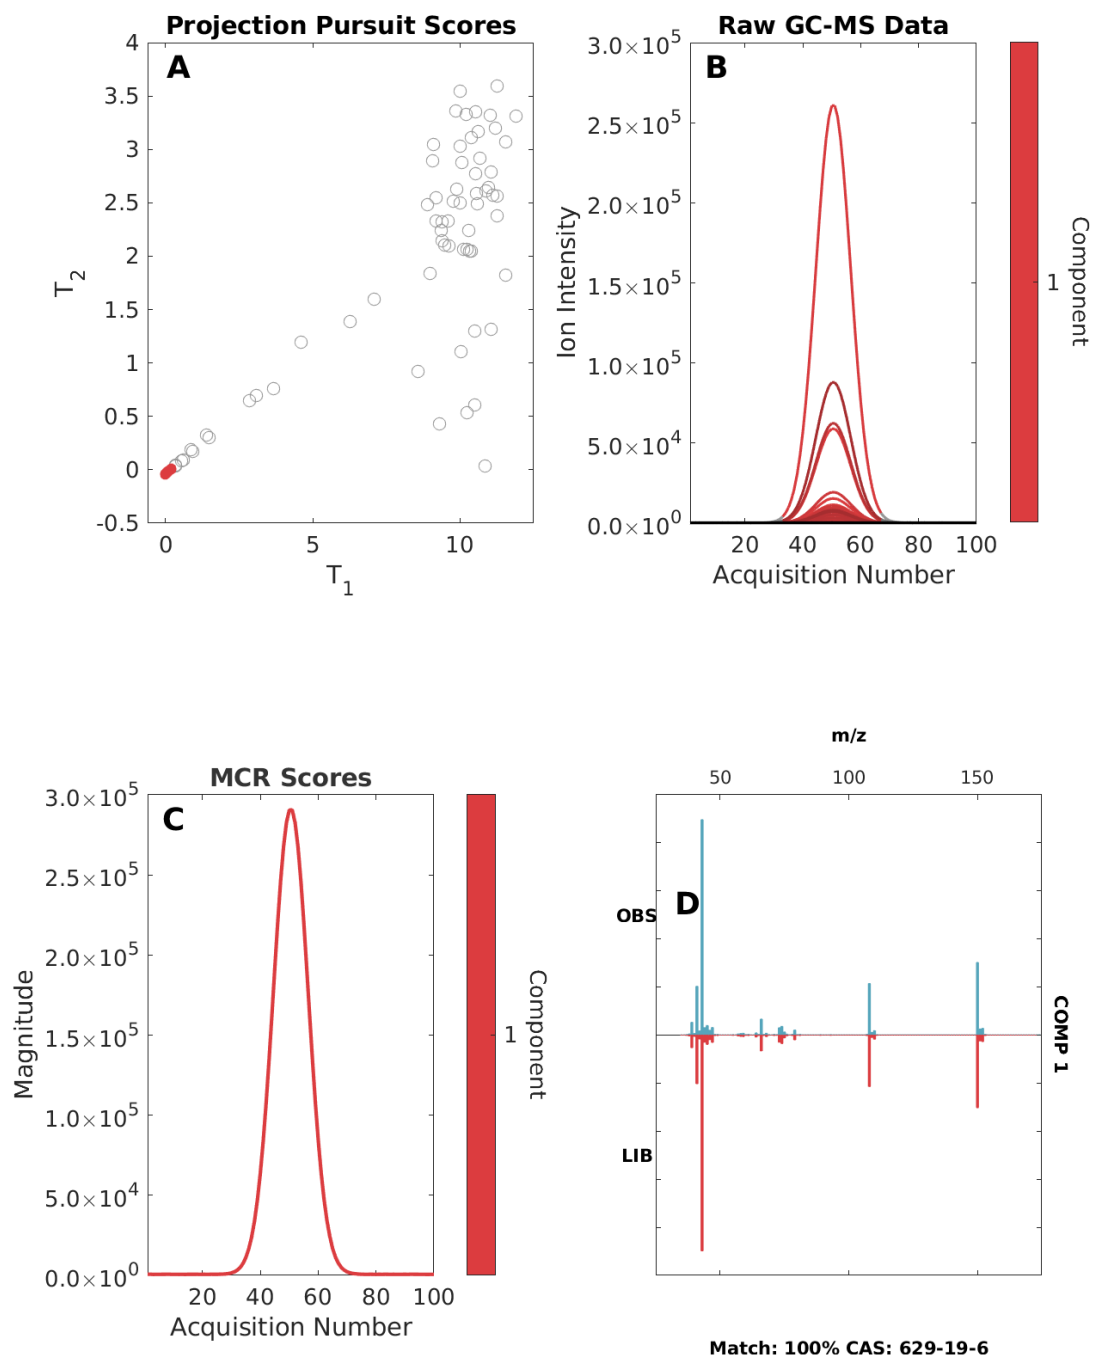 Projection Pursuit Scores
A
4
3.5
3
2.5
2
1.5
1
0.5
0
-0.5
T2
0 5 10
T1
Raw GC-MS Data
B
3.0×10^5
2.5×10^5
2.0×10^5
1.5×10^5
1.0×10^5
5.0×10^4
0.0×10^0
Ion Intensity
20 40 60 80 100
Acquisition Number
1
Component
MCR Scores
C
3.0×10^5
2.5×10^5
2.0×10^5
1.5×10^5
1.0×10^5
5.0×10^4
0.0×10^0
Magnitude
20 40 60 80 100
Acquisition Number
1
Component
m/z
50 100 150
D
OBS
LIB
COMP 1
Match: 100% CAS: 629-19-6